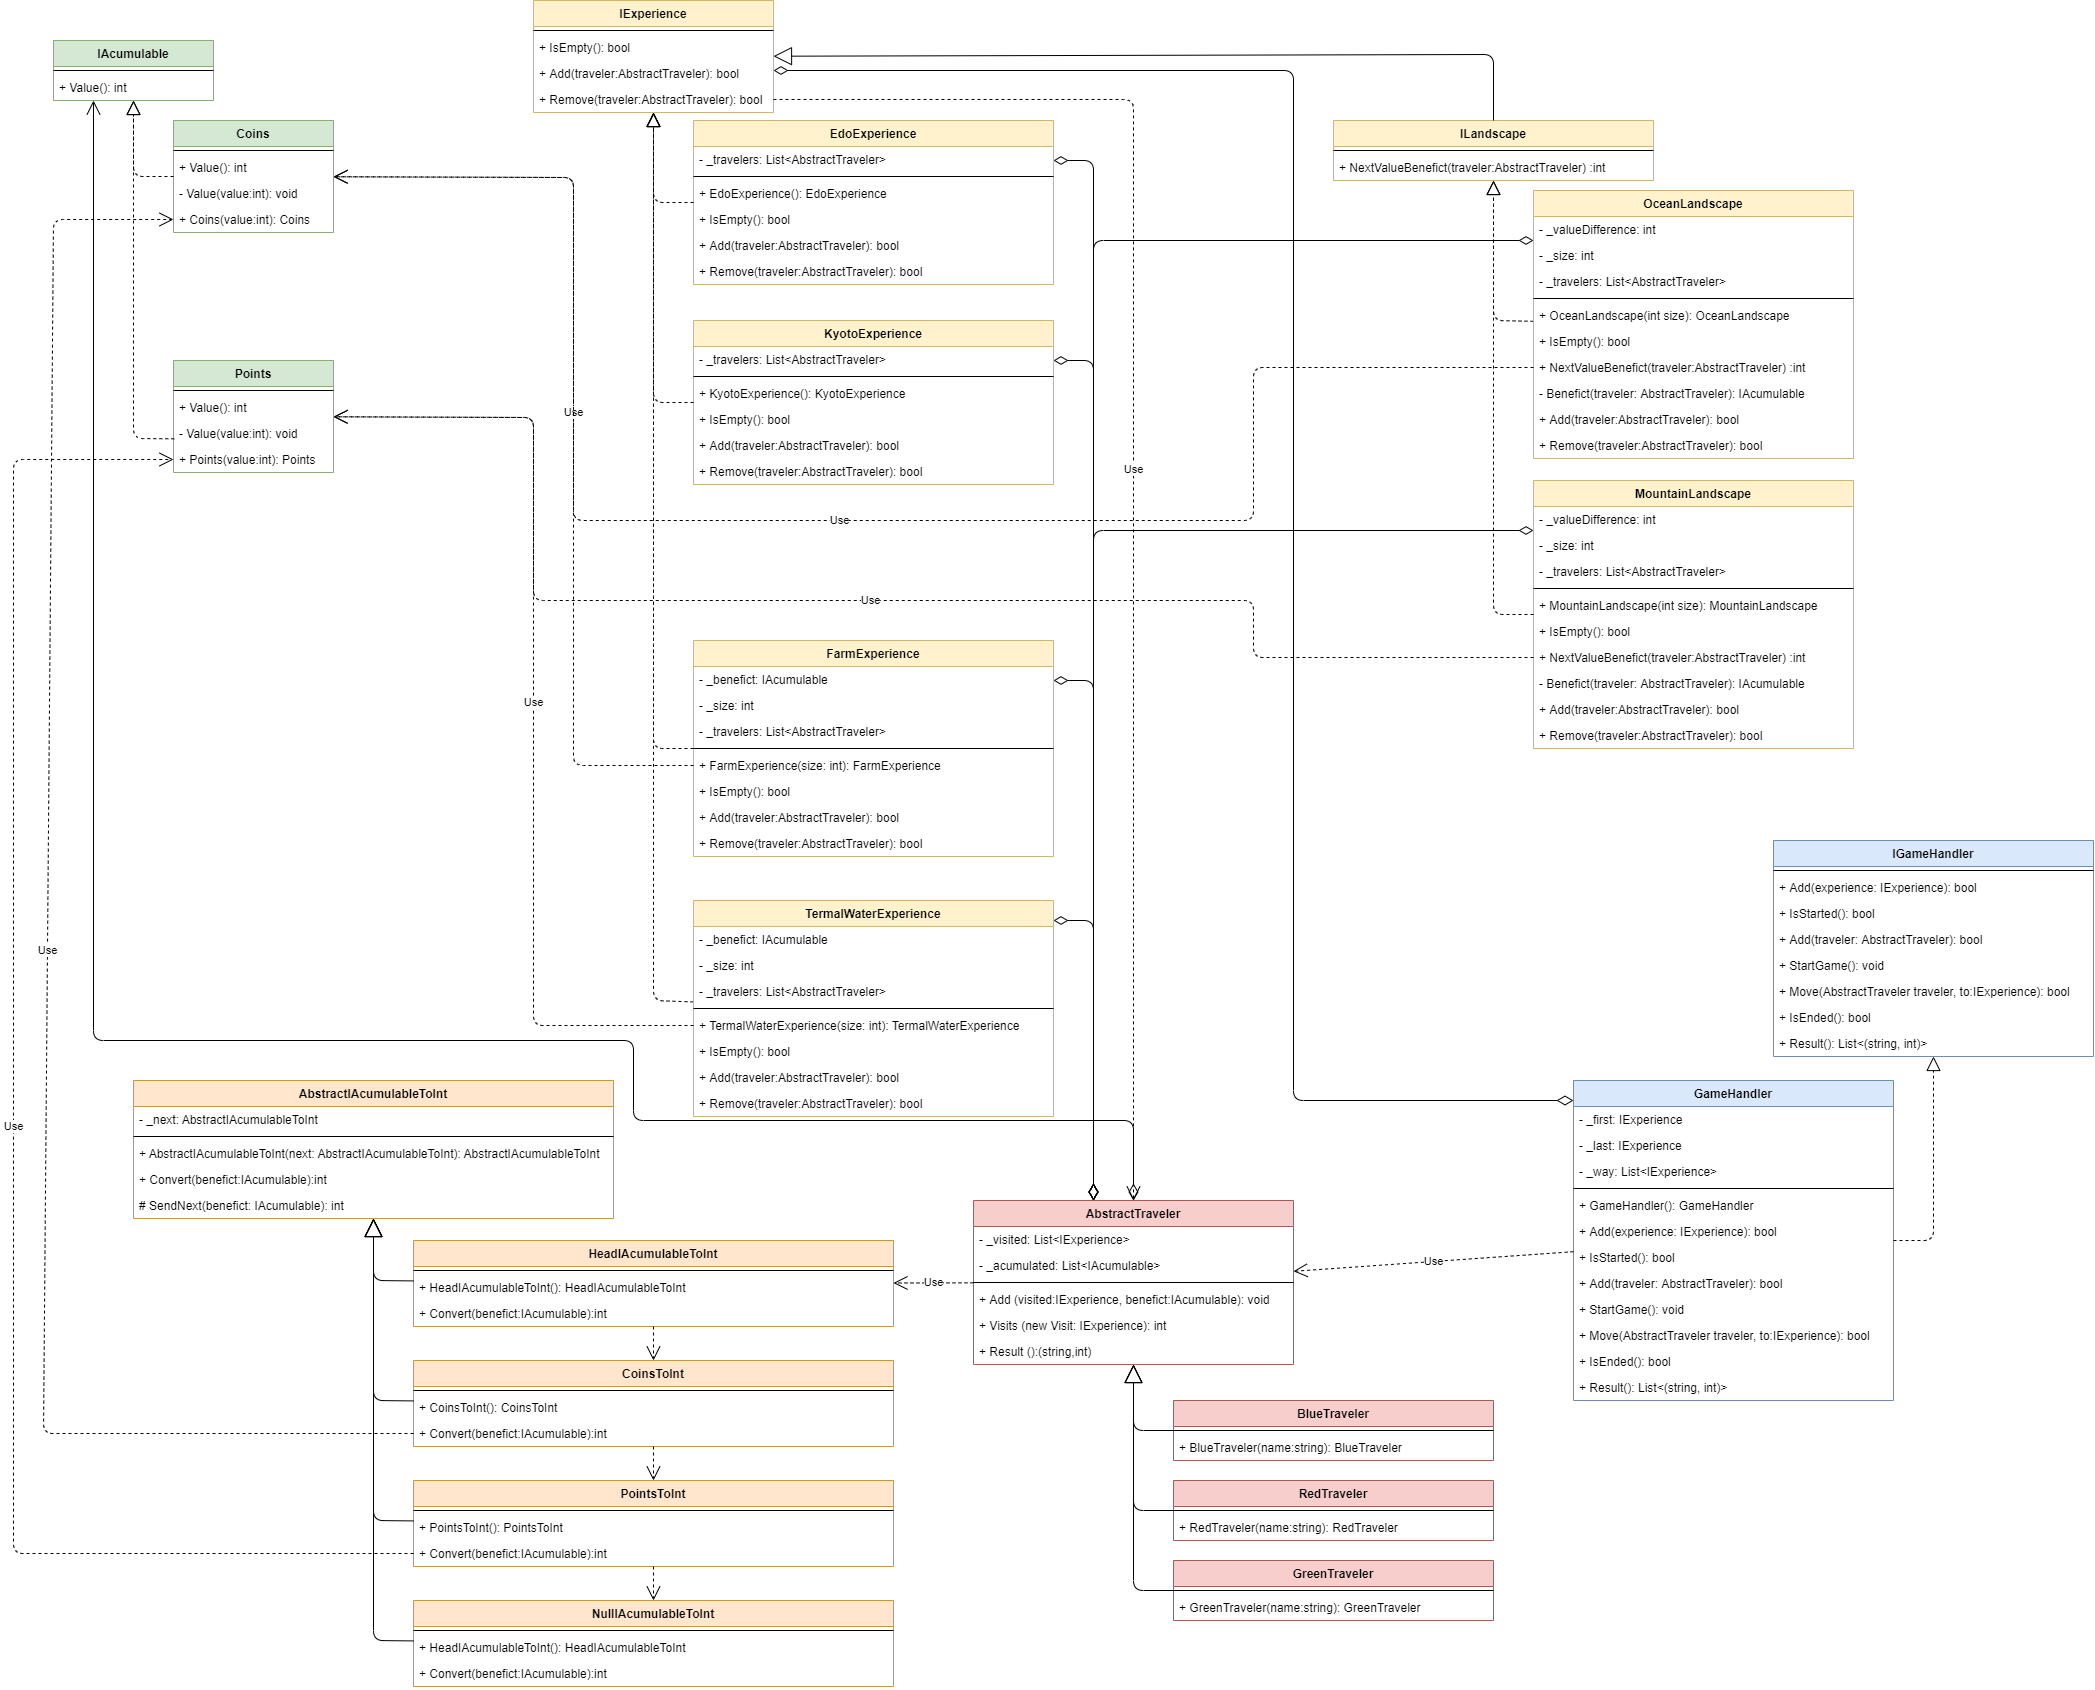 IExperience
+ IsEmpty(): bool
+ Add(traveler:AbstractTraveler): bool
+ Remove(traveler:AbstractTraveler): bool
IAcumulable
+ Value(): int
Coins
+ Value(): int
- Value(value:int): void
+ Coins(value:int): Coins
Points
+ Value(): int
- Value(value:int): void
+ Points(value:int): Points
EdoExperience
- _travelers: List<AbstractTraveler>
+ EdoExperience(): EdoExperience
+ IsEmpty(): bool
+ Add(traveler:AbstractTraveler): bool
+ Remove(traveler:AbstractTraveler): bool
KyotoExperience
- _travelers: List<AbstractTraveler>
+ KyotoExperience(): KyotoExperience
+ IsEmpty(): bool
+ Add(traveler:AbstractTraveler): bool
+ Remove(traveler:AbstractTraveler): bool
ILandscape
+ NextValueBenefict(traveler:AbstractTraveler) :int
OceanLandscape
- _valueDifference: int
- _size: int
- _travelers: List<AbstractTraveler>
+ OceanLandscape(int size): OceanLandscape
+ IsEmpty(): bool
+ NextValueBenefict(traveler:AbstractTraveler) :int
- Benefict(traveler: AbstractTraveler): IAcumulable
+ Add(traveler:AbstractTraveler): bool
+ Remove(traveler:AbstractTraveler): bool
MountainLandscape
- _valueDifference: int
- _size: int
- _travelers: List<AbstractTraveler>
+ MountainLandscape(int size): MountainLandscape
+ IsEmpty(): bool
+ NextValueBenefict(traveler:AbstractTraveler) :int
- Benefict(traveler: AbstractTraveler): IAcumulable
+ Add(traveler:AbstractTraveler): bool
+ Remove(traveler:AbstractTraveler): bool
Use
Use
Use
Use
Use
FarmExperience
- _benefict: IAcumulable
- _size: int
- _travelers: List<AbstractTraveler>
+ FarmExperience(size: int): FarmExperience
+ IsEmpty(): bool
+ Add(traveler:AbstractTraveler): bool
+ Remove(traveler:AbstractTraveler): bool
TermalWaterExperience
- _benefict: IAcumulable
- _size: int
- _travelers: List<AbstractTraveler>
+ TermalWaterExperience(size: int): TermalWaterExperience
+ IsEmpty(): bool
+ Add(traveler:AbstractTraveler): bool
+ Remove(traveler:AbstractTraveler): bool
IGameHandler
+ Add(experience: IExperience): bool
+ IsStarted(): bool
+ Add(traveler: AbstractTraveler): bool
+ StartGame(): void
+ Move(AbstractTraveler traveler, to:IExperience): bool
+ IsEnded(): bool
+ Result(): List<(string, int)>
GameHandler
- _first: IExperience
- _last: IExperience
- _way: List<IExperience>
+ GameHandler(): GameHandler
+ Add(experience: IExperience): bool
+ IsStarted(): bool
+ Add(traveler: AbstractTraveler): bool
+ StartGame(): void
+ Move(AbstractTraveler traveler, to:IExperience): bool
+ IsEnded(): bool
+ Result(): List<(string, int)>
Use
Use
AbstractIAcumulableToInt
- _next: AbstractIAcumulableToInt
+ AbstractIAcumulableToInt(next: AbstractIAcumulableToInt): AbstractIAcumulableToInt
+ Convert(benefict:IAcumulable):int
# SendNext(benefict: IAcumulable): int
HeadIAcumulableToInt
+ HeadIAcumulableToInt(): HeadIAcumulableToInt
+ Convert(benefict:IAcumulable):int
Use
Use
AbstractTraveler
- _visited: List<IExperience>
- _acumulated: List<IAcumulable>
+ Add (visited:IExperience, benefict:IAcumulable): void
+ Visits (new Visit: IExperience): int
+ Result ():(string,int)
CoinsToInt
+ CoinsToInt(): CoinsToInt
+ Convert(benefict:IAcumulable):int
PointsToInt
+ PointsToInt(): PointsToInt
+ Convert(benefict:IAcumulable):int
NullIAcumulableToInt
+ HeadIAcumulableToInt(): HeadIAcumulableToInt
+ Convert(benefict:IAcumulable):int
BlueTraveler
+ BlueTraveler(name:string): BlueTraveler
RedTraveler
+ RedTraveler(name:string): RedTraveler
GreenTraveler
+ GreenTraveler(name:string): GreenTraveler